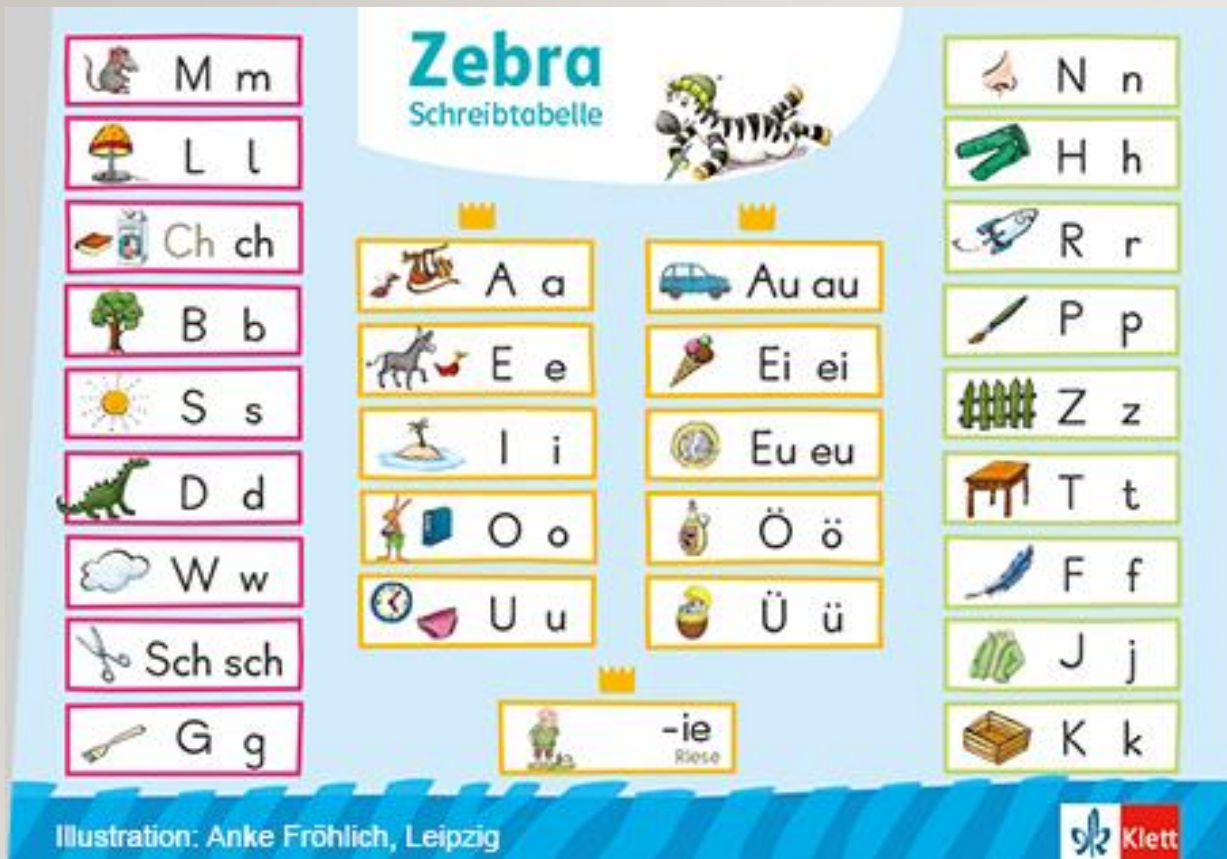 Zebra
Schreibtabelle
M m
L l
Ch ch
B b
S s
D d
W w
Sch sch
G g
A a
E e
I i
O o
U u
Au au
Ei ei
Eu eu
Ö ö
Ü ü
-ie
Riese
N n
H h
R r
P p
Z z
T t
F f
J j
K k
Illustration: Anke Fröhlich, Leipzig
Klett